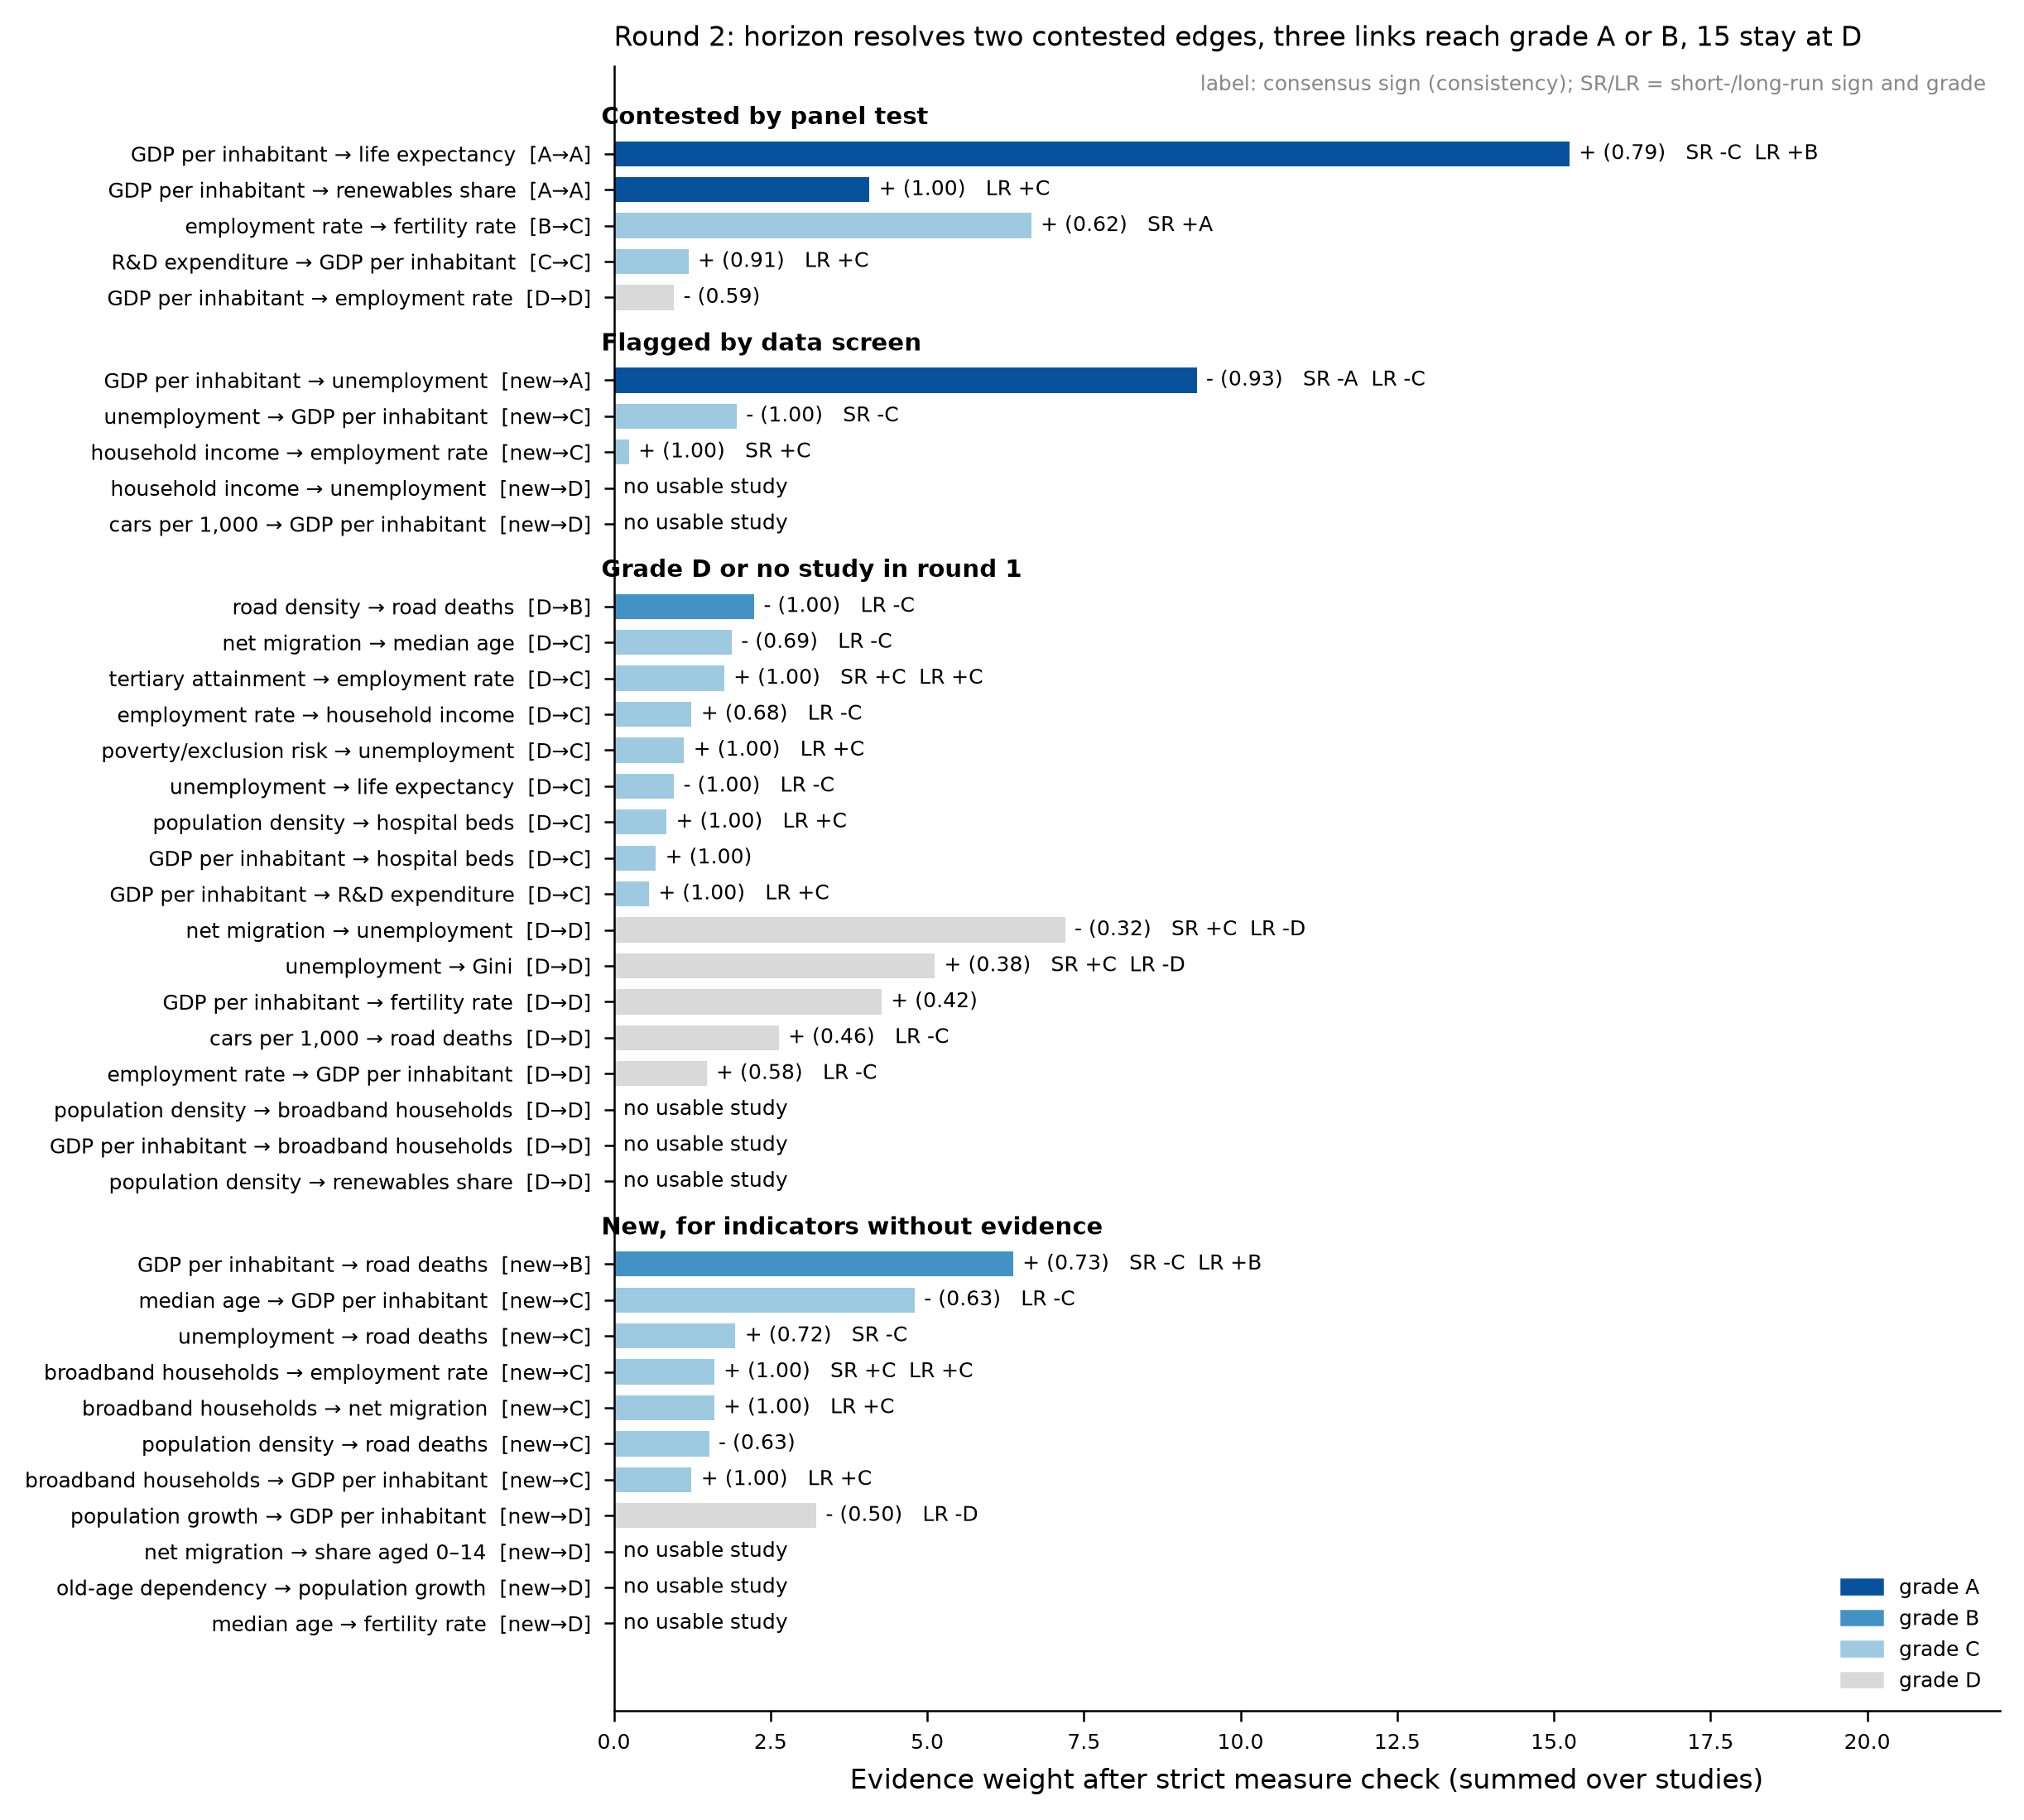 Round 2: horizon resolves two contested edges, three links reach grade A or B, 15 stay at D
label: consensus sign (consistency); SR/LR = short-/long-run sign and grade
Contested by panel test
GDP per inhabitant → life expectancy [A→A] + (0.79) SR -C LR +B
GDP per inhabitant → renewables share [A→A] + (1.00) LR +C
employment rate → fertility rate [B→C] + (0.62) SR +A
R&D expenditure → GDP per inhabitant [C→C] + (0.91) LR +C
GDP per inhabitant → employment rate [D→D] - (0.59)
Flagged by data screen
GDP per inhabitant → unemployment [new→A] - (0.93) SR -A LR -C
unemployment → GDP per inhabitant [new→C] - (1.00) SR -C
household income → employment rate [new→C] + (1.00) SR +C
household income → unemployment [new→D] no usable study
cars per 1,000 → GDP per inhabitant [new→D] no usable study
Grade D or no study in round 1
road density → road deaths [D→B] - (1.00) LR -C
net migration → median age [D→C] - (0.69) LR -C
tertiary attainment → employment rate [D→C] + (1.00) SR +C LR +C
employment rate → household income [D→C] + (0.68) LR -C
poverty/exclusion risk → unemployment [D→C] + (1.00) LR +C
unemployment → life expectancy [D→C] - (1.00) LR -C
population density → hospital beds [D→C] + (1.00) LR +C
GDP per inhabitant → hospital beds [D→C] + (1.00)
GDP per inhabitant → R&D expenditure [D→C] + (1.00) LR +C
net migration → unemployment [D→D] - (0.32) SR +C LR -D
unemployment → Gini [D→D] + (0.38) SR +C LR -D
GDP per inhabitant → fertility rate [D→D] + (0.42)
cars per 1,000 → road deaths [D→D] + (0.46) LR -C
employment rate → GDP per inhabitant [D→D] + (0.58) LR -C
population density → broadband households [D→D] no usable study
GDP per inhabitant → broadband households [D→D] no usable study
population density → renewables share [D→D] no usable study
New, for indicators without evidence
GDP per inhabitant → road deaths [new→B] + (0.73) SR -C LR +B
median age → GDP per inhabitant [new→C] - (0.63) LR -C
unemployment → road deaths [new→C] + (0.72) SR -C
broadband households → employment rate [new→C] + (1.00) SR +C LR +C
broadband households → net migration [new→C] + (1.00) LR +C
population density → road deaths [new→C] - (0.63)
broadband households → GDP per inhabitant [new→C] + (1.00) LR +C
population growth → GDP per inhabitant [new→D] - (0.50) LR -D
net migration → share aged 0–14 [new→D] no usable study
old-age dependency → population growth [new→D] no usable study
median age → fertility rate [new→D] no usable study
grade A
grade B
grade C
grade D
0.0 2.5 5.0 7.5 10.0 12.5 15.0 17.5 20.0
Evidence weight after strict measure check (summed over studies)